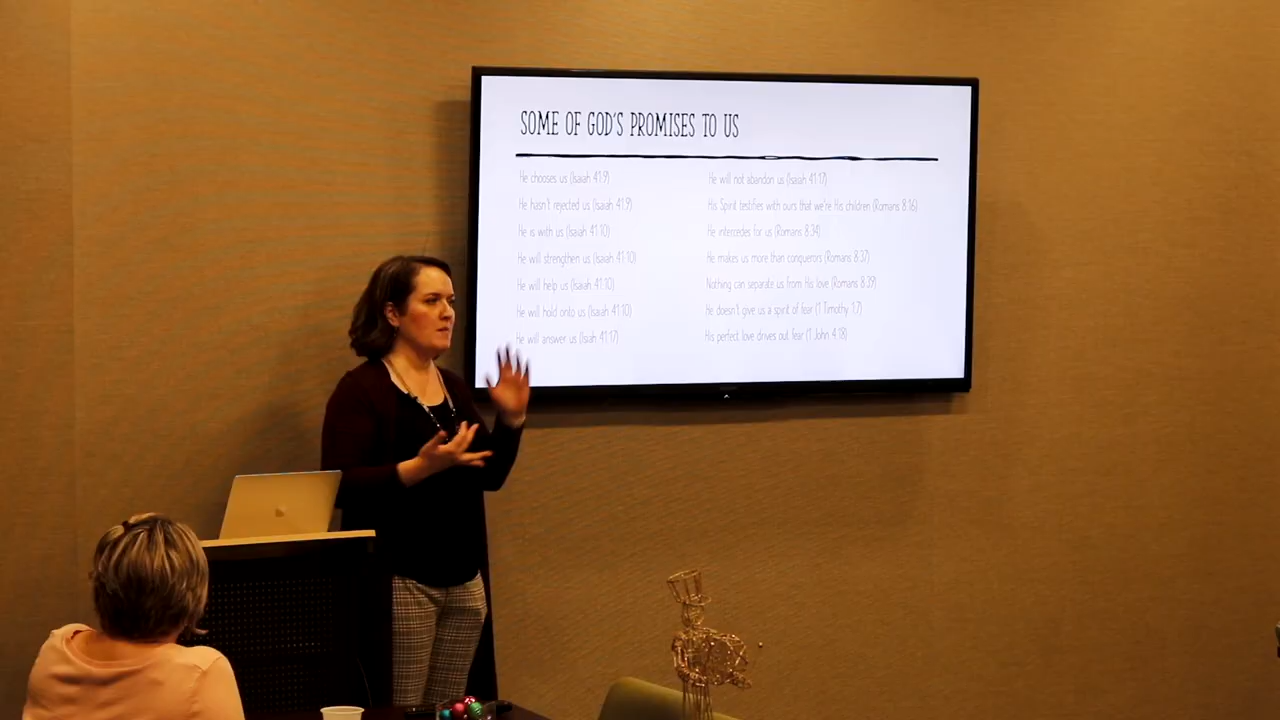 SOME OF GOD'S PROMISES TO US
He chooses us (Isaiah 41:9)
He hasn't rejected us (Isaiah 41:9)
He is with us (Isaiah 41:10)
He will strengthen us (Isaiah 41:10)
He will help us (Isaiah 41:10)
He will hold onto us (Isaiah 41:10)
He will answer us (Isiah 41:17)
He will not abandon us (Isaiah 41:17)
His Spirit testifies with ours that we're His children (Romans 8:16)
He intercedes for us (Romans 8:34)
He makes us more than conquerors (Romans 8:37)
Nothing can separate us from His love (Romans 8:39)
He doesn't give us a spirit of fear (1 Timothy 1:7)
His perfect love drives out fear (1 John 4:18)